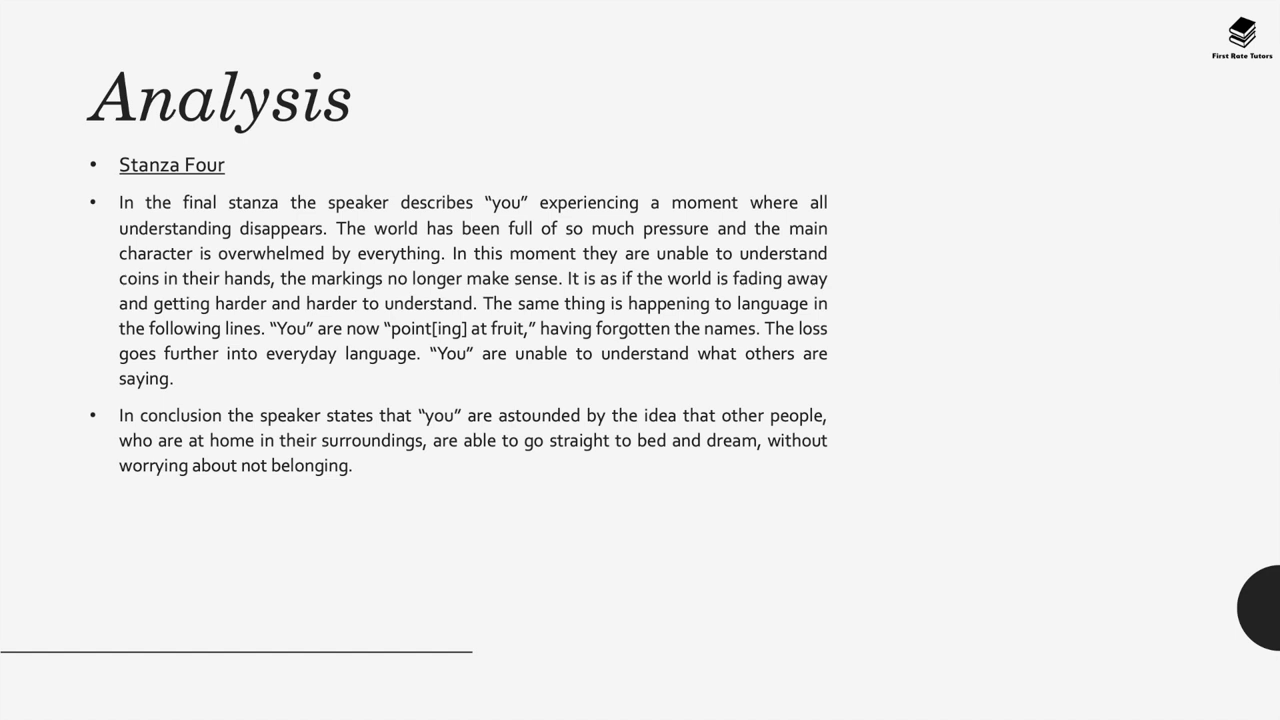 First Rate Tutors
Analysis
• Stanza Four
• In the final stanza the speaker describes “you” experiencing a moment where all
understanding disappears. The world has been full of so much pressure and the main
character is overwhelmed by everything. In this moment they are unable to understand
coins in their hands, the markings no longer make sense. It is as if the world is fading away
and getting harder and harder to understand. The same thing is happening to language in
the following lines. “You” are now “point[ing] at fruit,” having forgotten the names. The loss
goes further into everyday language. “You” are unable to understand what others are
saying.
• In conclusion the speaker states that “you” are astounded by the idea that other people,
who are at home in their surroundings, are able to go straight to bed and dream, without
worrying about not belonging.